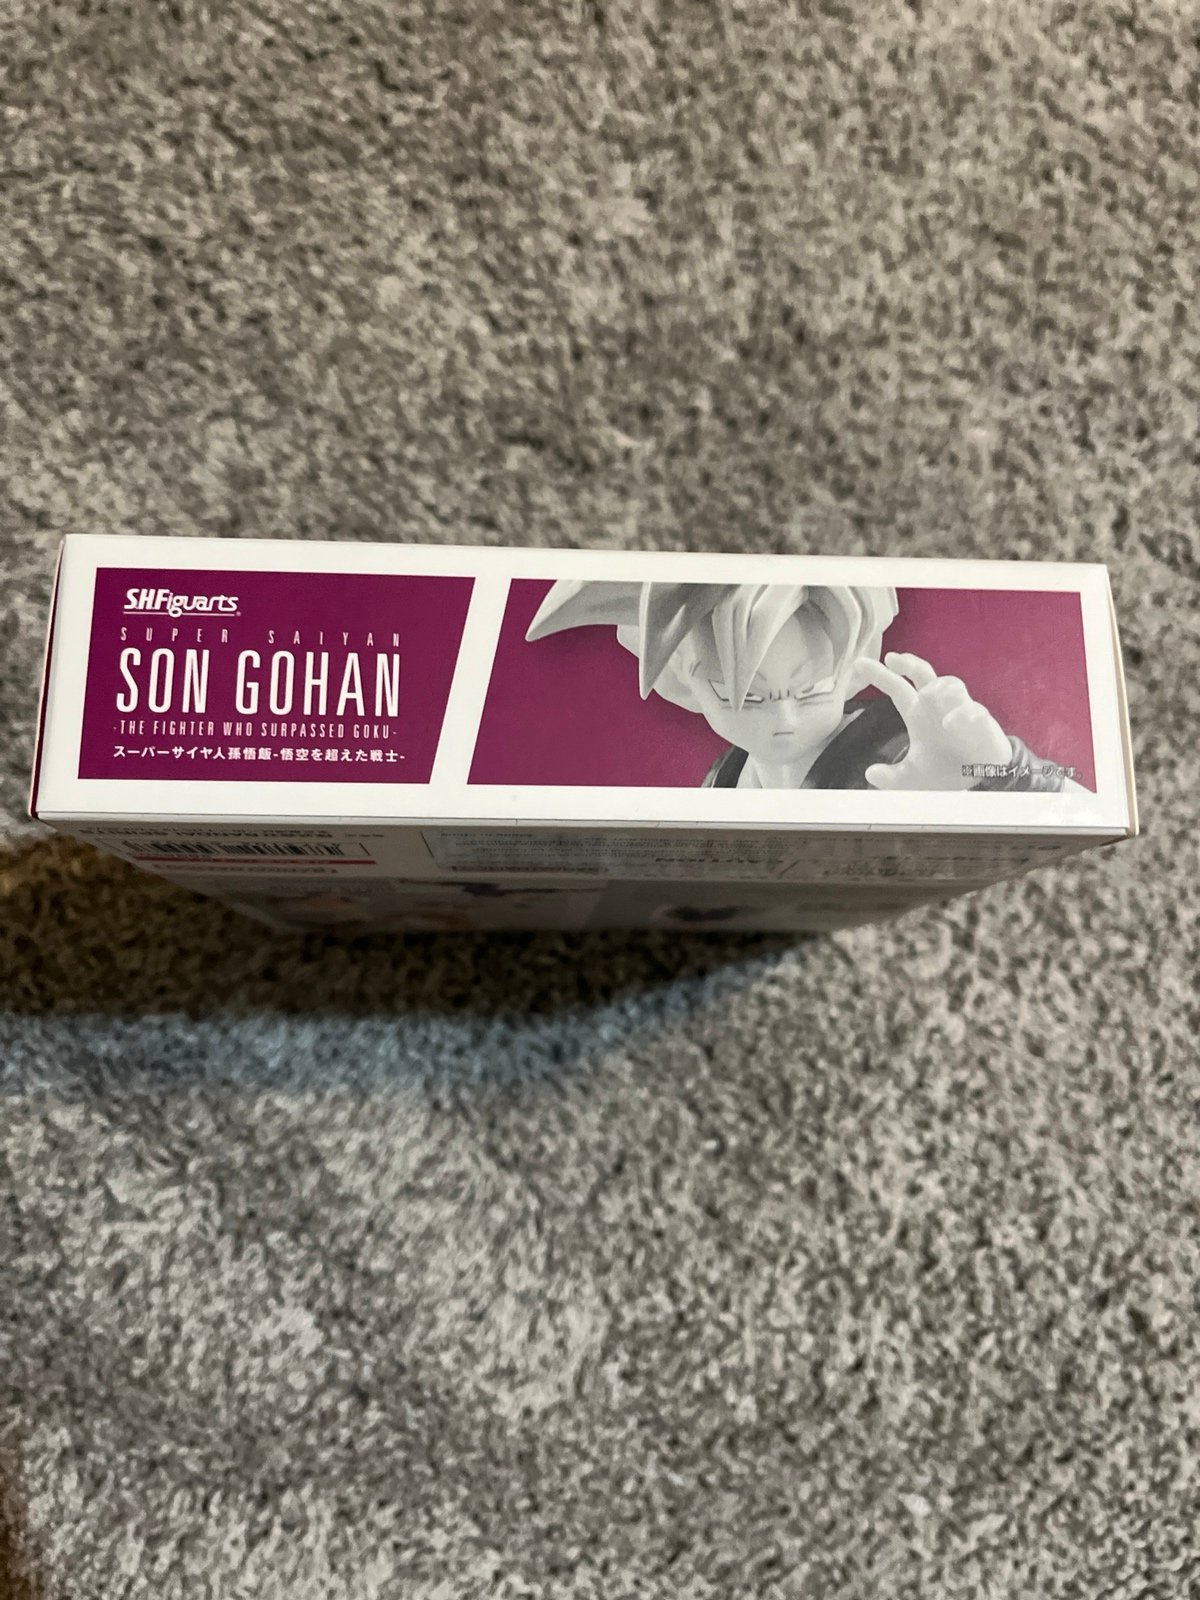 S.H.Figuarts
SUPER SAIYAN
SON GOHAN
-THE FIGHTER WHO SURPASSED GOKU-
スーパーサイヤ人孫悟飯-悟空を超えた戦士-
※画像はイメージです。